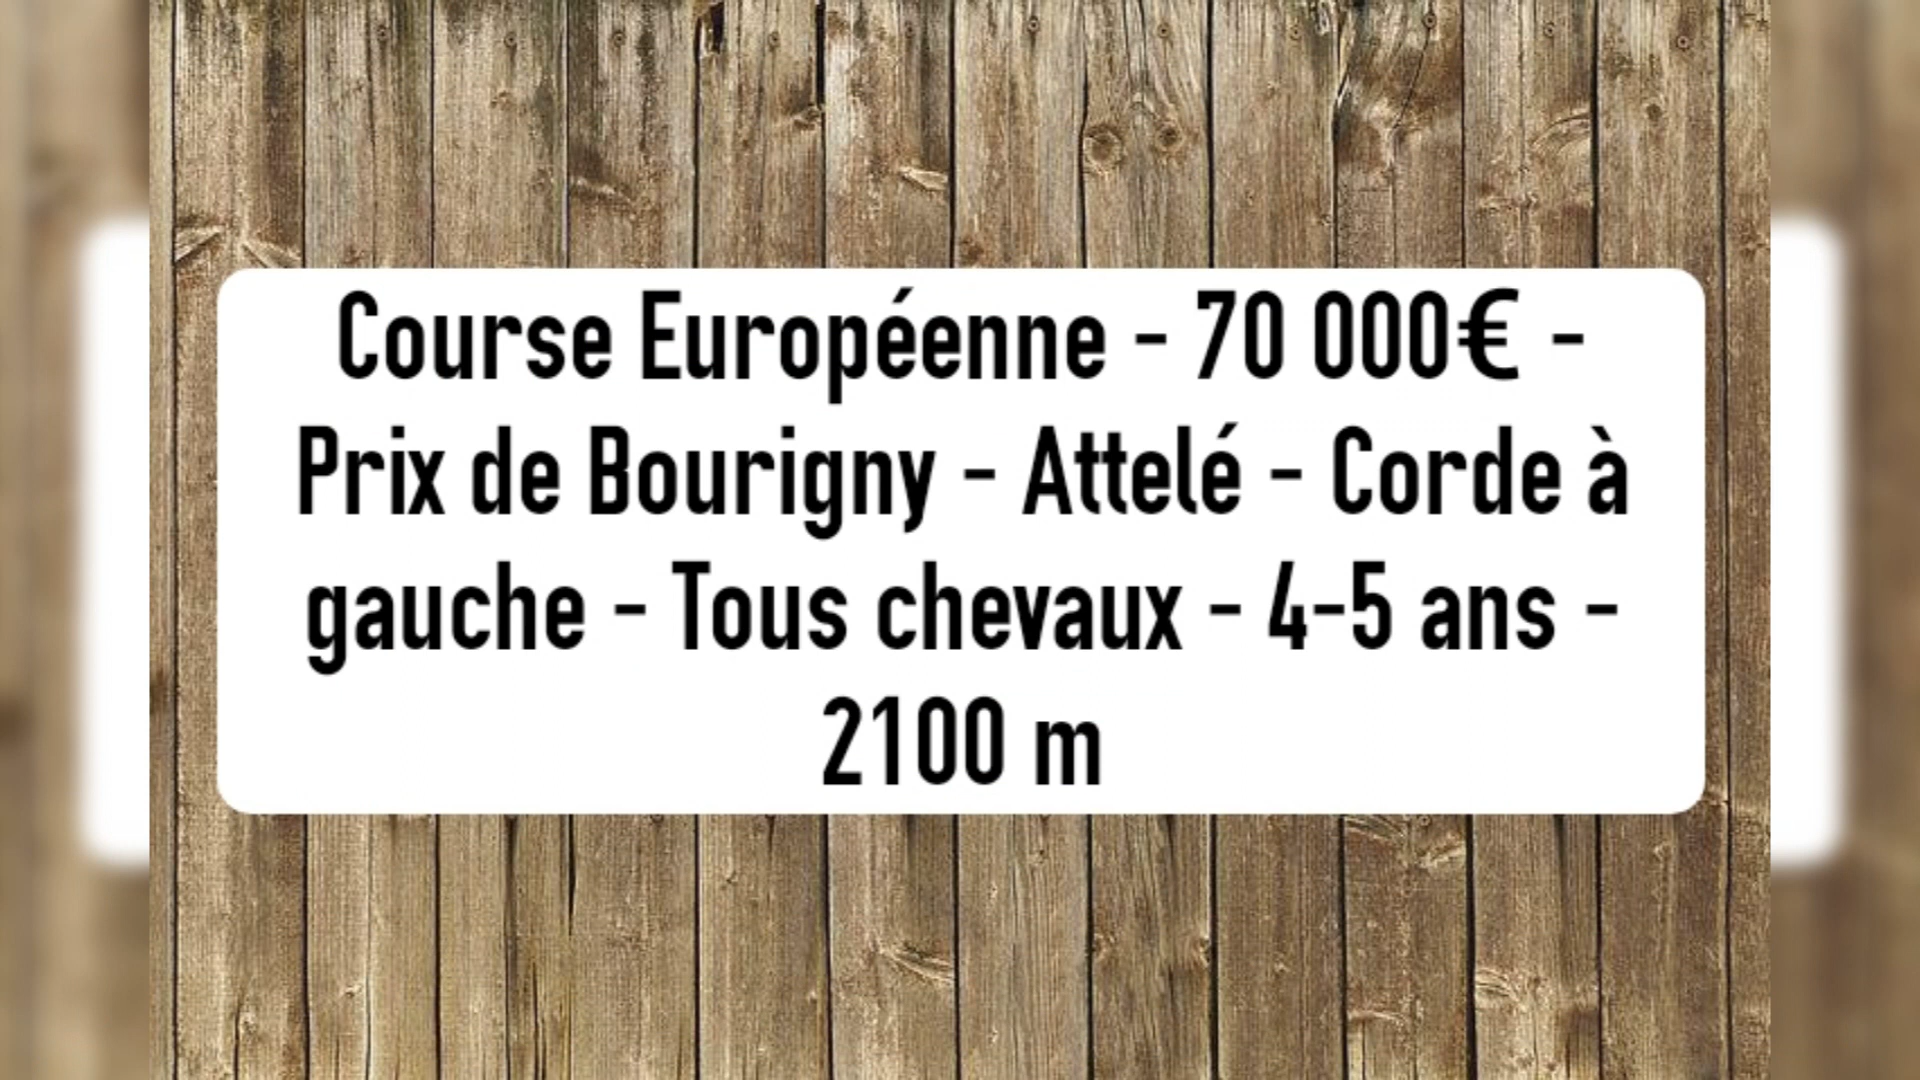 Course Européenne - 70 000€ -
Prix de Bourigny - Attelé - Corde à
gauche - Tous chevaux - 4-5 ans -
2100 m